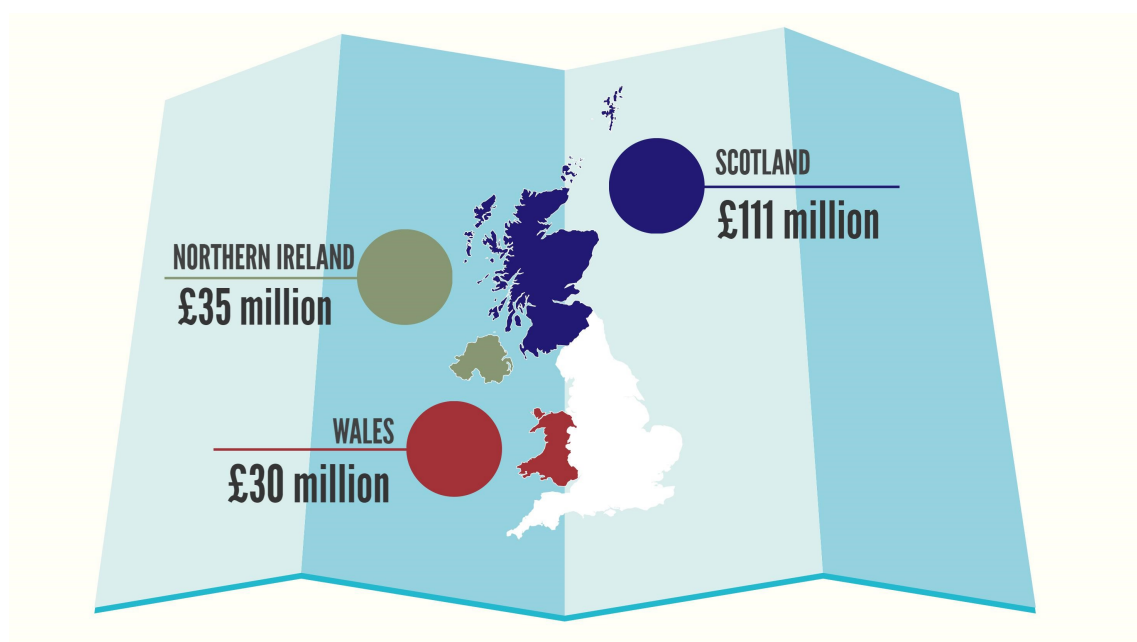 SCOTLAND
£111 million
NORTHERN IRELAND
£35 million
WALES
£30 million